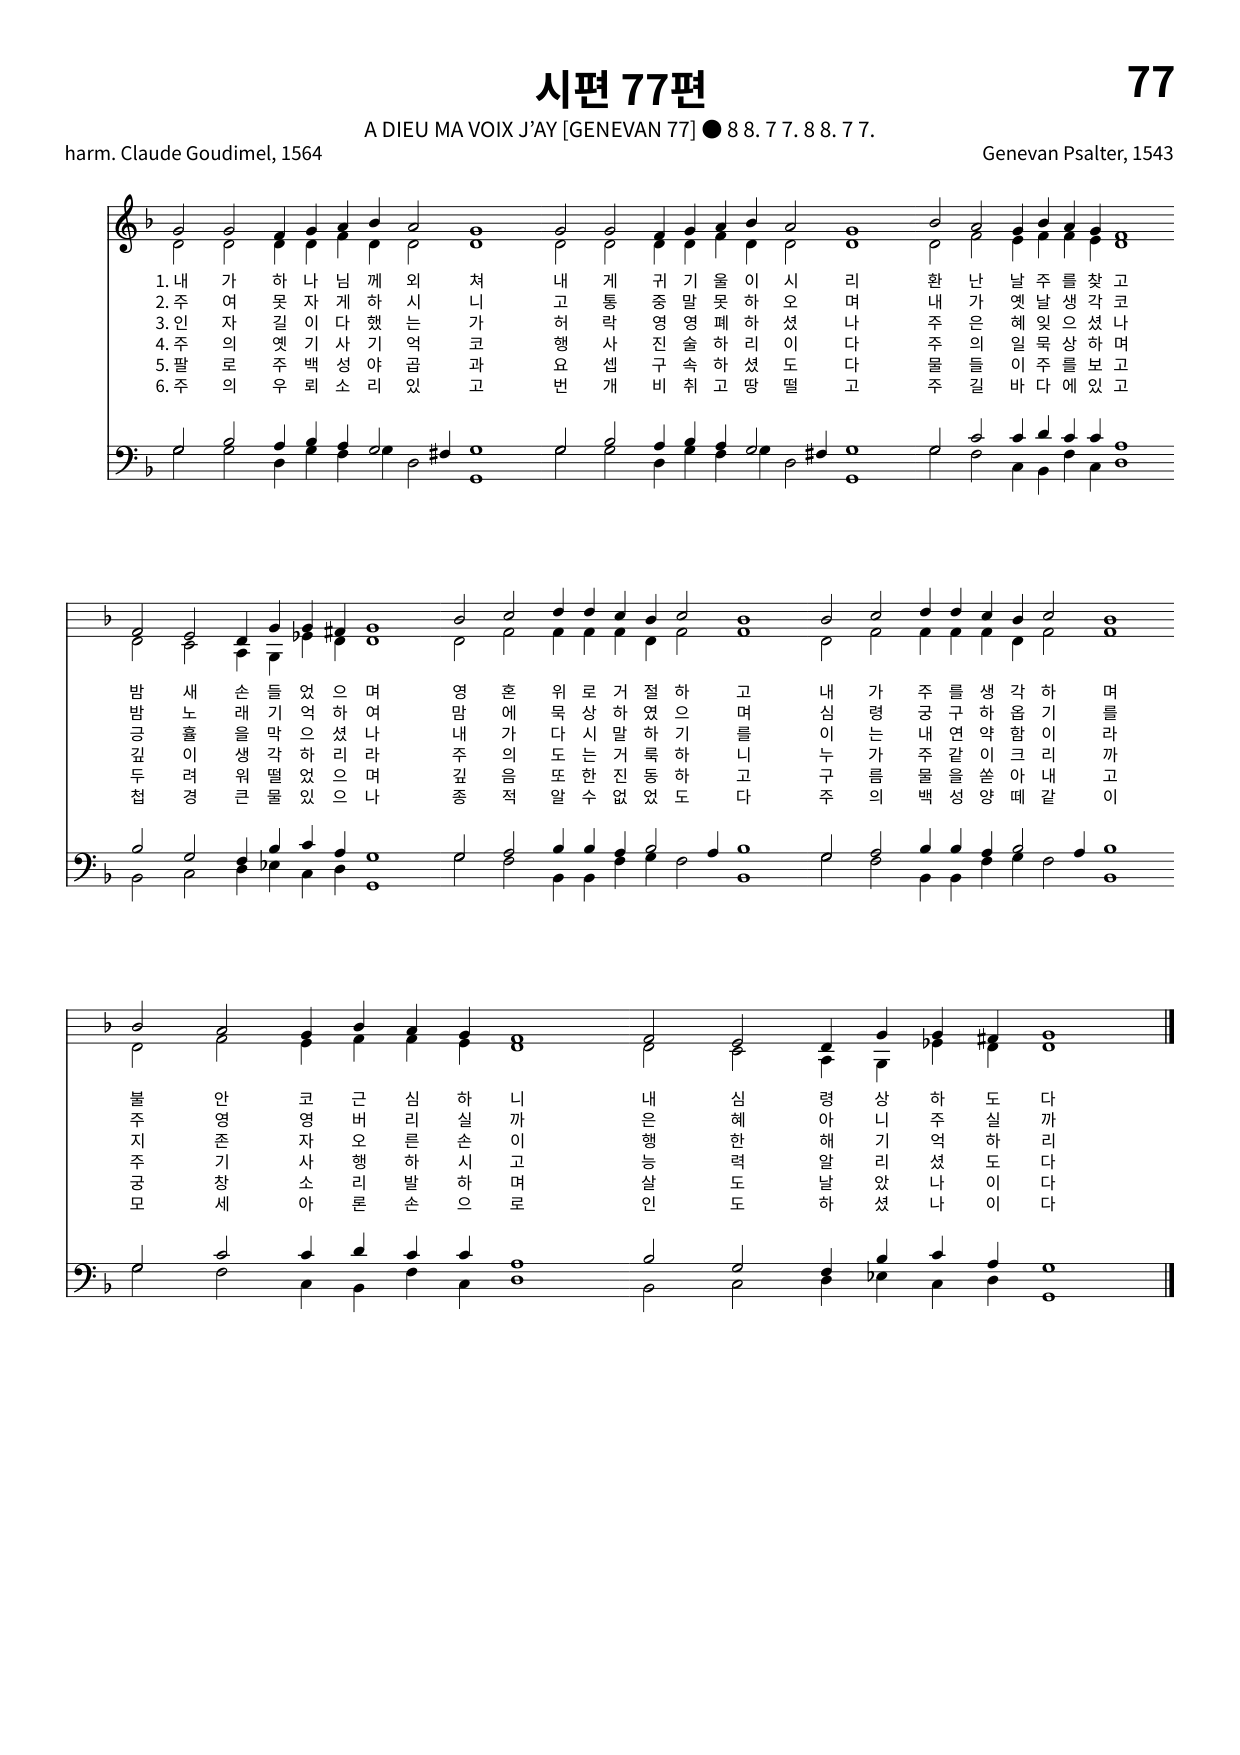 시편 77편
77
A DIEU MA VOIX J’AY [GENEVAN 77] ● 8 8. 7 7. 8 8. 7 7.
harm. Claude Goudimel, 1564
Genevan Psalter, 1543
1. 내 가 하 나 님 께 외 쳐 내 게 귀 기 울 이 시 리 환 난 날 주 를 찾 고
2. 주 여 못 자 게 하 시 니 고 통 중 말 못 하 오 며 내 가 옛 날 생 각 코
3. 인 자 길 이 다 했 는 가 허 락 영 영 폐 하 셨 나 주 은 혜 잊 으 셨 나
4. 주 의 옛 기 사 기 억 코 행 사 진 술 하 리 이 다 주 의 일 묵 상 하 며
5. 팔 로 주 백 성 야 곱 과 요 셉 구 속 하 셨 도 다 물 들 이 주 를 보 고
6. 주 의 우 뢰 소 리 있 고 번 개 비 취 고 땅 떨 고 주 길 바 다 에 있 고
밤 새 손 들 었 으 며 영 혼 위 로 거 절 하 고 내 가 주 를 생 각 하 며
밤 노 래 기 억 하 여 맘 에 묵 상 하 였 으 며 심 령 궁 구 하 옵 기 를
긍 휼 을 막 으 셨 나 내 가 다 시 말 하 기 를 이 는 내 연 약 함 이 라
깊 이 생 각 하 리 라 주 의 도 는 거 룩 하 니 누 가 주 같 이 크 리 까
두 려 워 떨 었 으 며 깊 음 또 한 진 동 하 고 구 름 물 을 쏟 아 내 고
첩 경 큰 물 있 으 나 종 적 알 수 없 었 도 다 주 의 백 성 양 떼 같 이
불 안 코 근 심 하 니 내 심 령 상 하 도 다
주 영 영 버 리 실 까 은 혜 아 니 주 실 까
지 존 자 오 른 손 이 행 한 해 기 억 하 리
주 기 사 행 하 시 고 능 력 알 리 셨 도 다
궁 창 소 리 발 하 며 살 도 날 았 나 이 다
모 세 아 론 손 으 로 인 도 하 셨 나 이 다